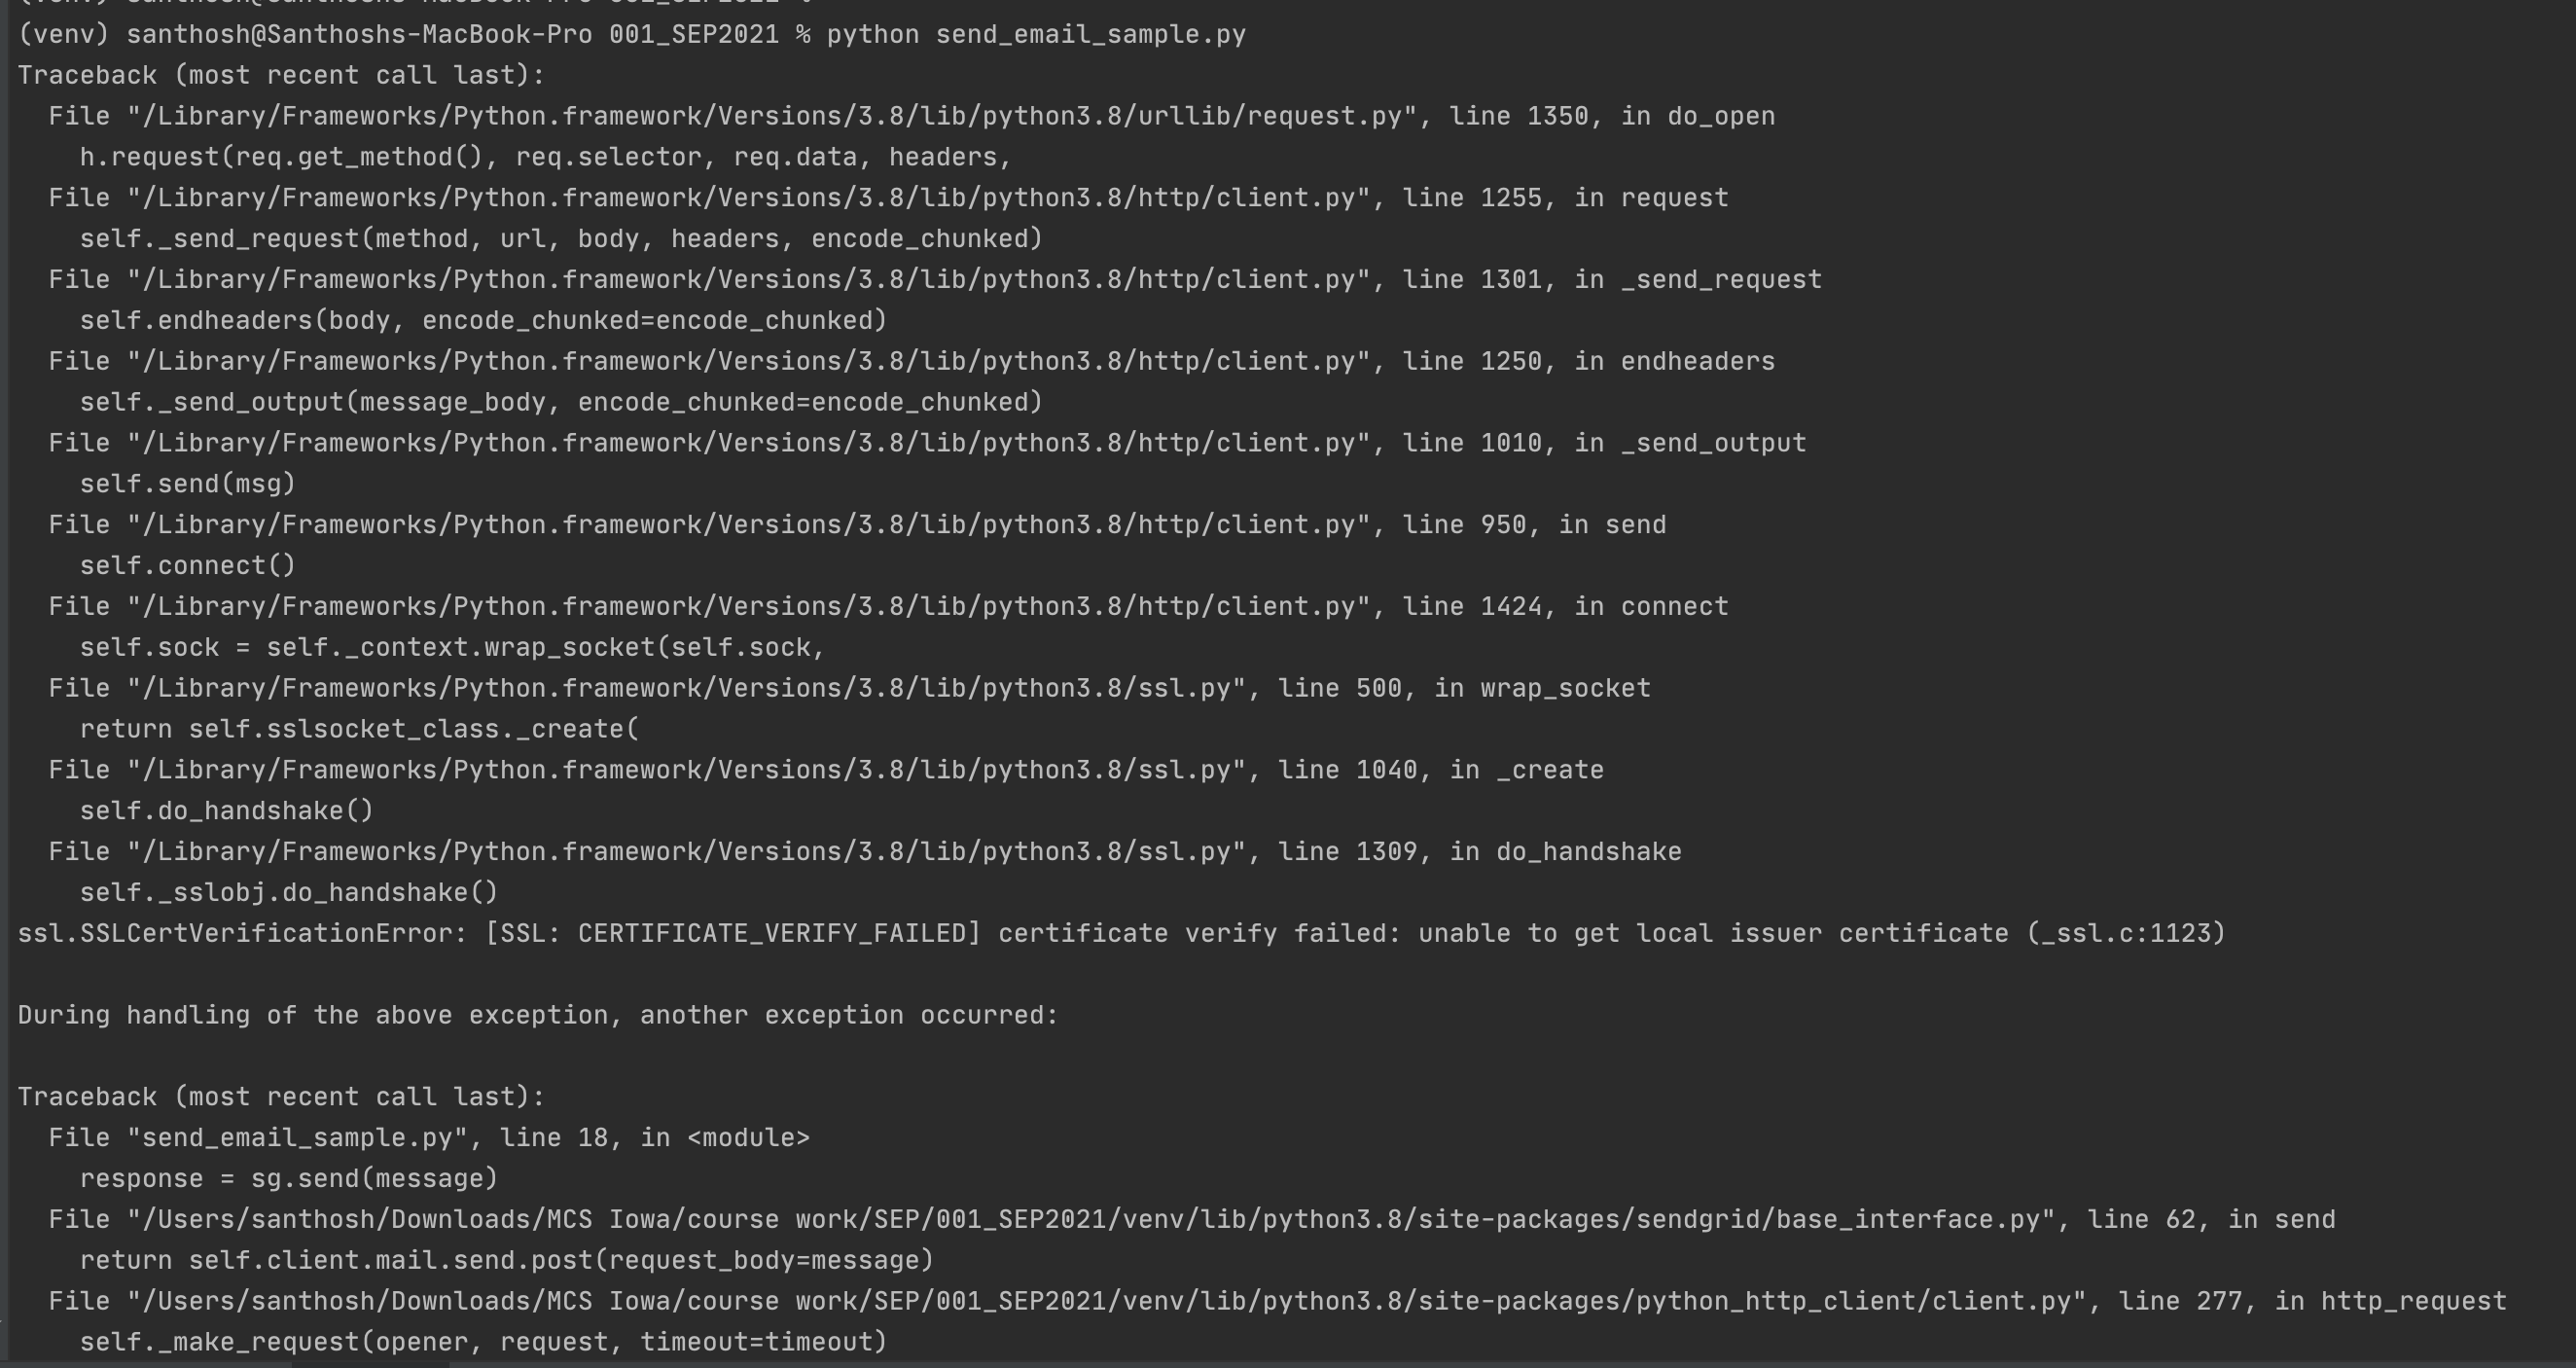 (venv) santhosh@Santhoshs-MacBook-Pro 001_SEP2021 %
(venv) santhosh@Santhoshs-MacBook-Pro 001_SEP2021 % python send_email_sample.py
Traceback (most recent call last):
  File "/Library/Frameworks/Python.framework/Versions/3.8/lib/python3.8/urllib/request.py", line 1350, in do_open
    h.request(req.get_method(), req.selector, req.data, headers,
  File "/Library/Frameworks/Python.framework/Versions/3.8/lib/python3.8/http/client.py", line 1255, in request
    self._send_request(method, url, body, headers, encode_chunked)
  File "/Library/Frameworks/Python.framework/Versions/3.8/lib/python3.8/http/client.py", line 1301, in _send_request
    self.endheaders(body, encode_chunked=encode_chunked)
  File "/Library/Frameworks/Python.framework/Versions/3.8/lib/python3.8/http/client.py", line 1250, in endheaders
    self._send_output(message_body, encode_chunked=encode_chunked)
  File "/Library/Frameworks/Python.framework/Versions/3.8/lib/python3.8/http/client.py", line 1010, in _send_output
    self.send(msg)
  File "/Library/Frameworks/Python.framework/Versions/3.8/lib/python3.8/http/client.py", line 950, in send
    self.connect()
  File "/Library/Frameworks/Python.framework/Versions/3.8/lib/python3.8/http/client.py", line 1424, in connect
    self.sock = self._context.wrap_socket(self.sock,
  File "/Library/Frameworks/Python.framework/Versions/3.8/lib/python3.8/ssl.py", line 500, in wrap_socket
    return self.sslsocket_class._create(
  File "/Library/Frameworks/Python.framework/Versions/3.8/lib/python3.8/ssl.py", line 1040, in _create
    self.do_handshake()
  File "/Library/Frameworks/Python.framework/Versions/3.8/lib/python3.8/ssl.py", line 1309, in do_handshake
    self._sslobj.do_handshake()
ssl.SSLCertVerificationError: [SSL: CERTIFICATE_VERIFY_FAILED] certificate verify failed: unable to get local issuer certificate (_ssl.c:1123)

During handling of the above exception, another exception occurred:

Traceback (most recent call last):
  File "send_email_sample.py", line 18, in <module>
    response = sg.send(message)
  File "/Users/santhosh/Downloads/MCS Iowa/course work/SEP/001_SEP2021/venv/lib/python3.8/site-packages/sendgrid/base_interface.py", line 62, in send
    return self.client.mail.send.post(request_body=message)
  File "/Users/santhosh/Downloads/MCS Iowa/course work/SEP/001_SEP2021/venv/lib/python3.8/site-packages/python_http_client/client.py", line 277, in http_request
    self._make_request(opener, request, timeout=timeout)